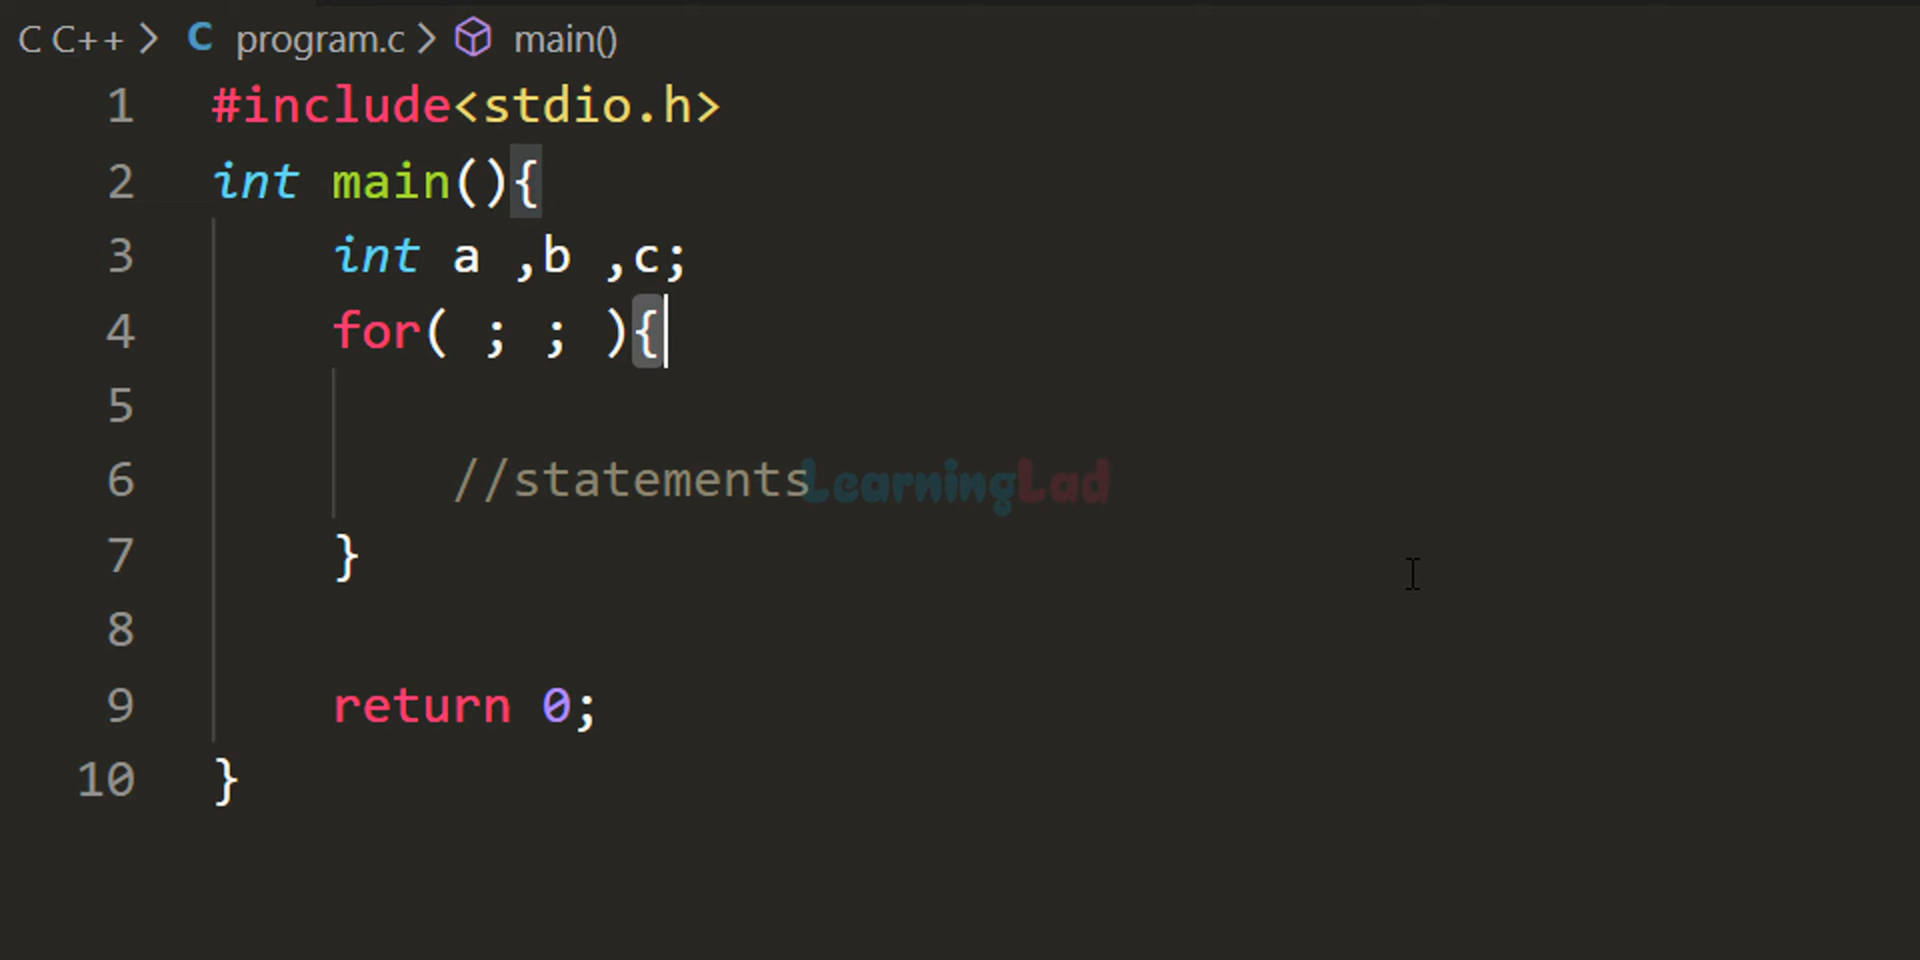 C C++ > C program.c > main()
1 #include<stdio.h>
2 int main(){
3 int a ,b ,c;
4 for( ; ; ){
5
6 //statements LearningLad
7 }
8
9 return 0;
10 }